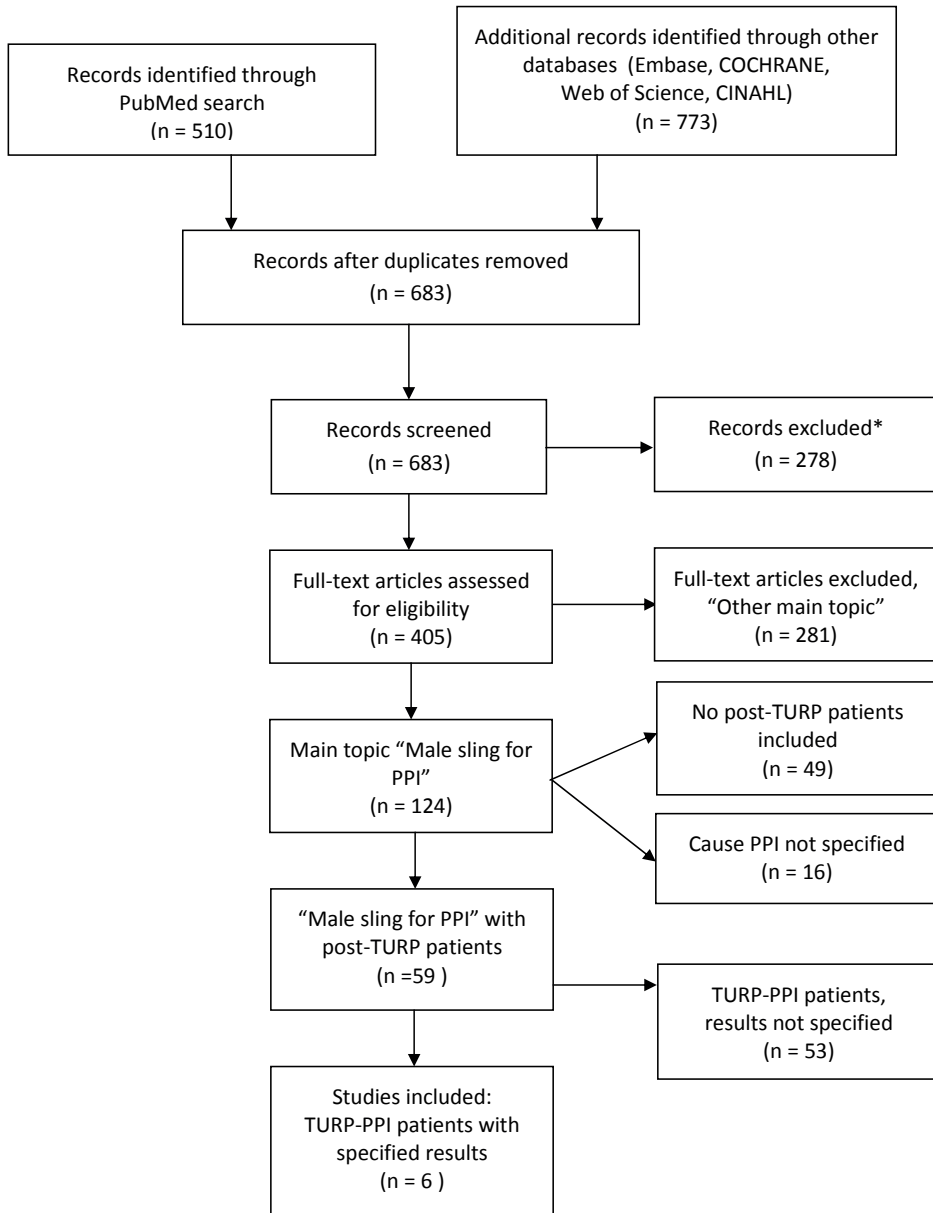 Records identified through
PubMed search
(n = 510)
Additional records identified through other
databases (Embase, COCHRANE,
Web of Science, CINAHL)
(n = 773)
Records after duplicates removed
(n = 683)
Records screened
(n = 683)
Records excluded*
(n = 278)
Full-text articles assessed
for eligibility
(n = 405)
Full-text articles excluded,
“Other main topic”
(n = 281)
Main topic “Male sling for
PPI”
(n = 124)
No post-TURP patients
included
(n = 49)
Cause PPI not specified
(n = 16)
“Male sling for PPI” with
post-TURP patients
(n =59 )
TURP-PPI patients,
results not specified
(n = 53)
Studies included:
TURP-PPI patients with
specified results
(n = 6 )